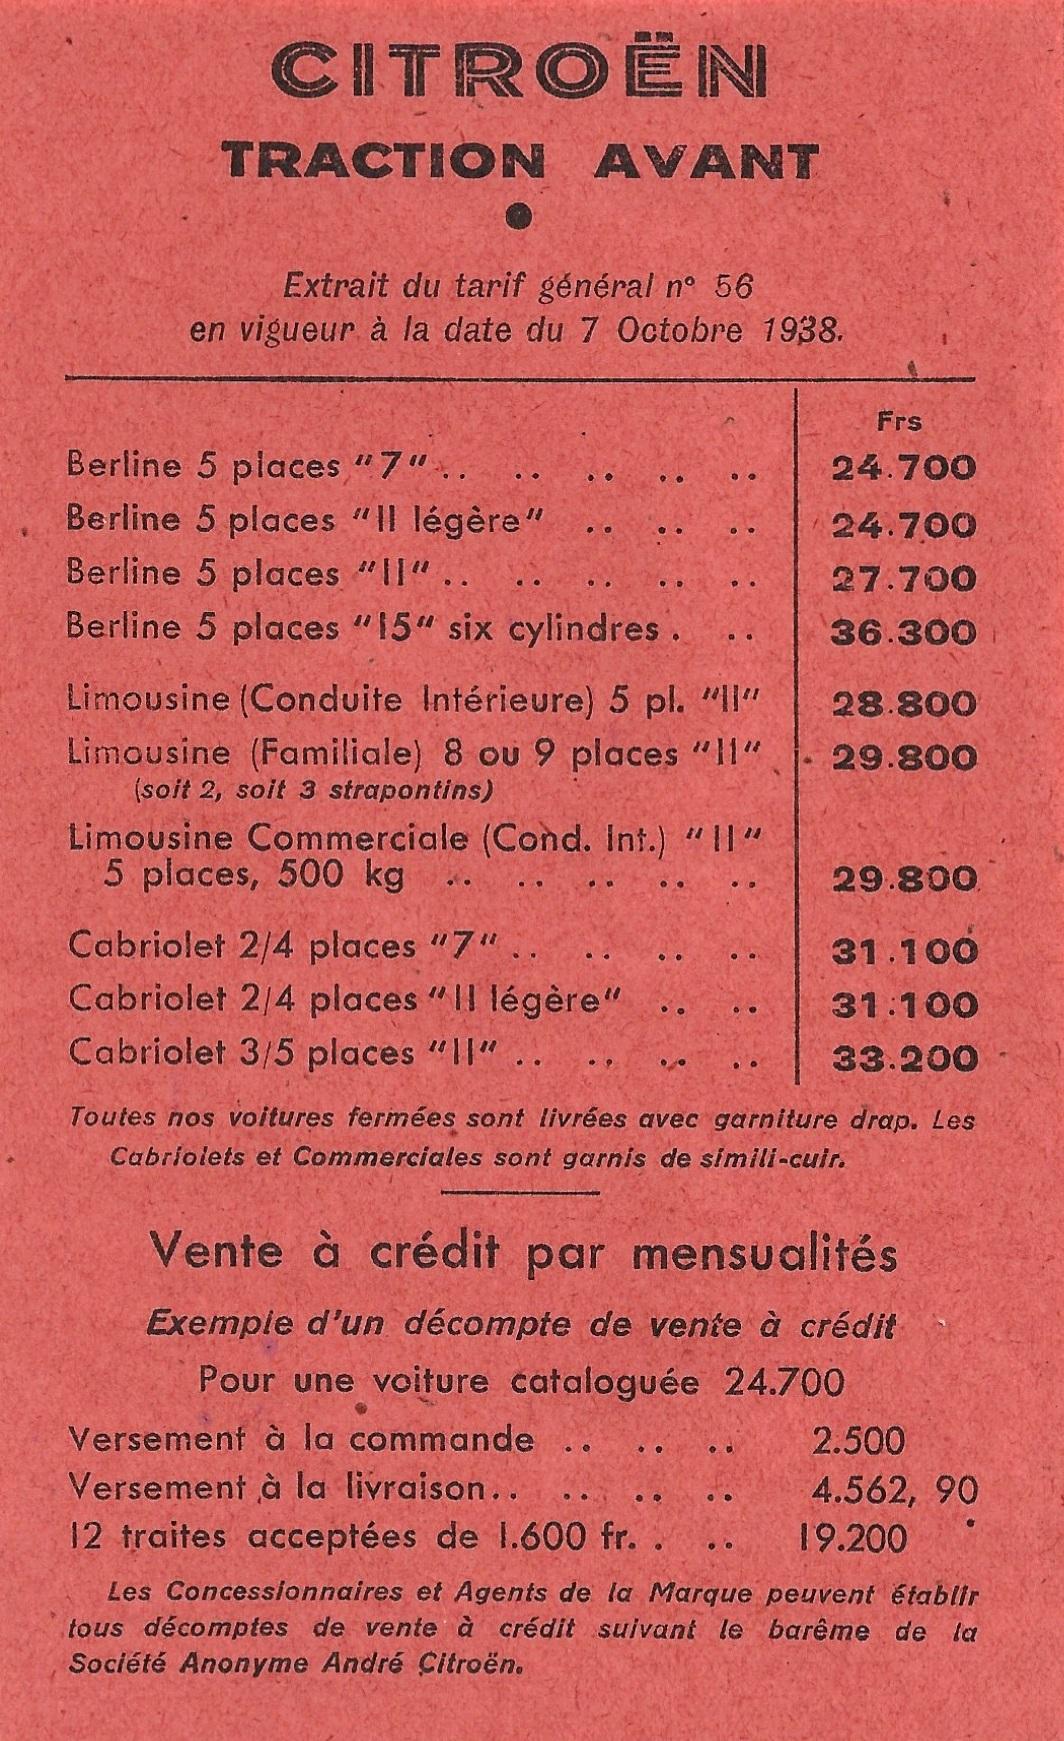 CITROËN
TRACTION AVANT
●
Extrait du tarif général n° 56
en vigueur à la date du 7 Octobre 1938.
Frs
Berline 5 places "7" .. .. .. .. .. 24.700
Berline 5 places "11 légère" .. .. .. 24.700
Berline 5 places "11" .. .. .. .. .. 27.700
Berline 5 places "15" six cylindres . .. 36.300
Limousine (Conduite Intérieure) 5 pl. "11" 28.800
Limousine (Familiale) 8 ou 9 places "11" 29.800
(soit 2, soit 3 strapontins)
Limousine Commerciale (Cond. Int.) "11"
5 places, 500 kg .. .. .. .. .. 29.800
Cabriolet 2/4 places "7" .. .. .. .. 31.100
Cabriolet 2/4 places "11 légère" .. .. 31.100
Cabriolet 3/5 places "11" .. .. .. .. 33.200
Toutes nos voitures fermées sont livrées avec garniture drap. Les
Cabriolets et Commerciales sont garnis de simili-cuir.
Vente à crédit par mensualités
Exemple d'un décompte de vente à crédit
Pour une voiture cataloguée 24.700
Versement à la commande .. .. .. 2.500
Versement à la livraison .. .. .. .. 4.562, 90
12 traites acceptées de 1.600 fr. . .. 19.200
Les Concessionnaires et Agents de la Marque peuvent établir
tous décomptes de vente à crédit suivant le barême de la
Société Anonyme André Citroën.